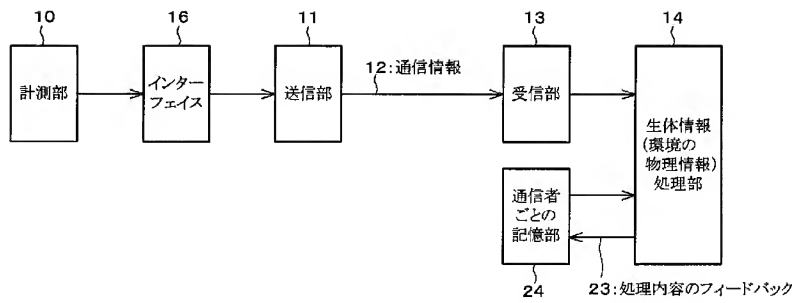 10
16
11
13
14
計測部
インター
フェイス
送信部
12:通信情報
受信部
生体情報
(環境の
物理情報)
処理部
通信者
ごとの
記憶部
24
23:処理内容のフィードバック